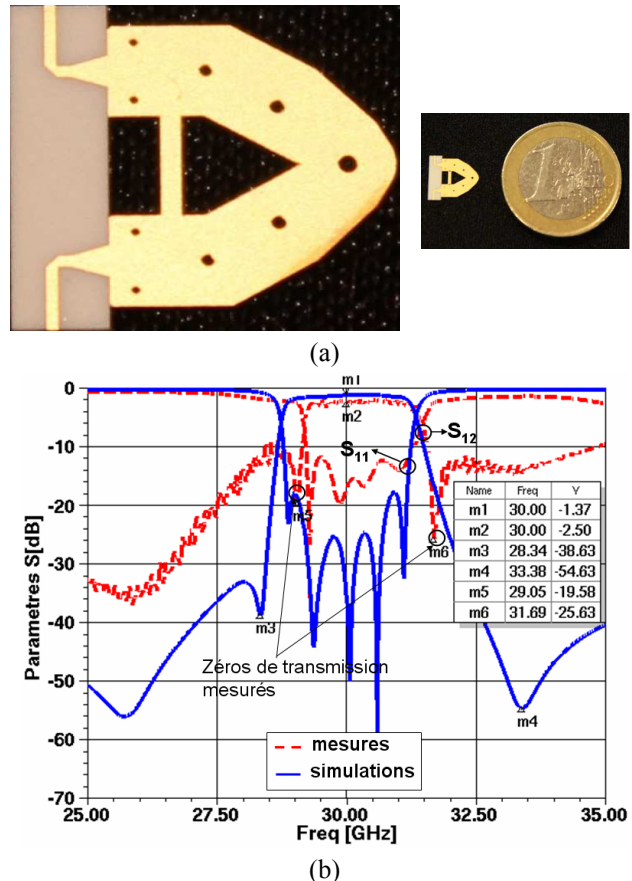 (a)
m1
0
m2
-10
S11
S12
-20
m5
m6
-30
m3
-40
Zéros de transmission
mesurés
-50
m4
-60
-70
Parametres S[dB]
Name Freq Y
m1 30.00 -1.37
m2 30.00 -2.50
m3 28.34 -38.63
m4 33.38 -54.63
m5 29.05 -19.58
m6 31.69 -25.63
mesures
simulations
25.00 27.50 30.00 32.50 35.00
Freq [GHz]
(b)